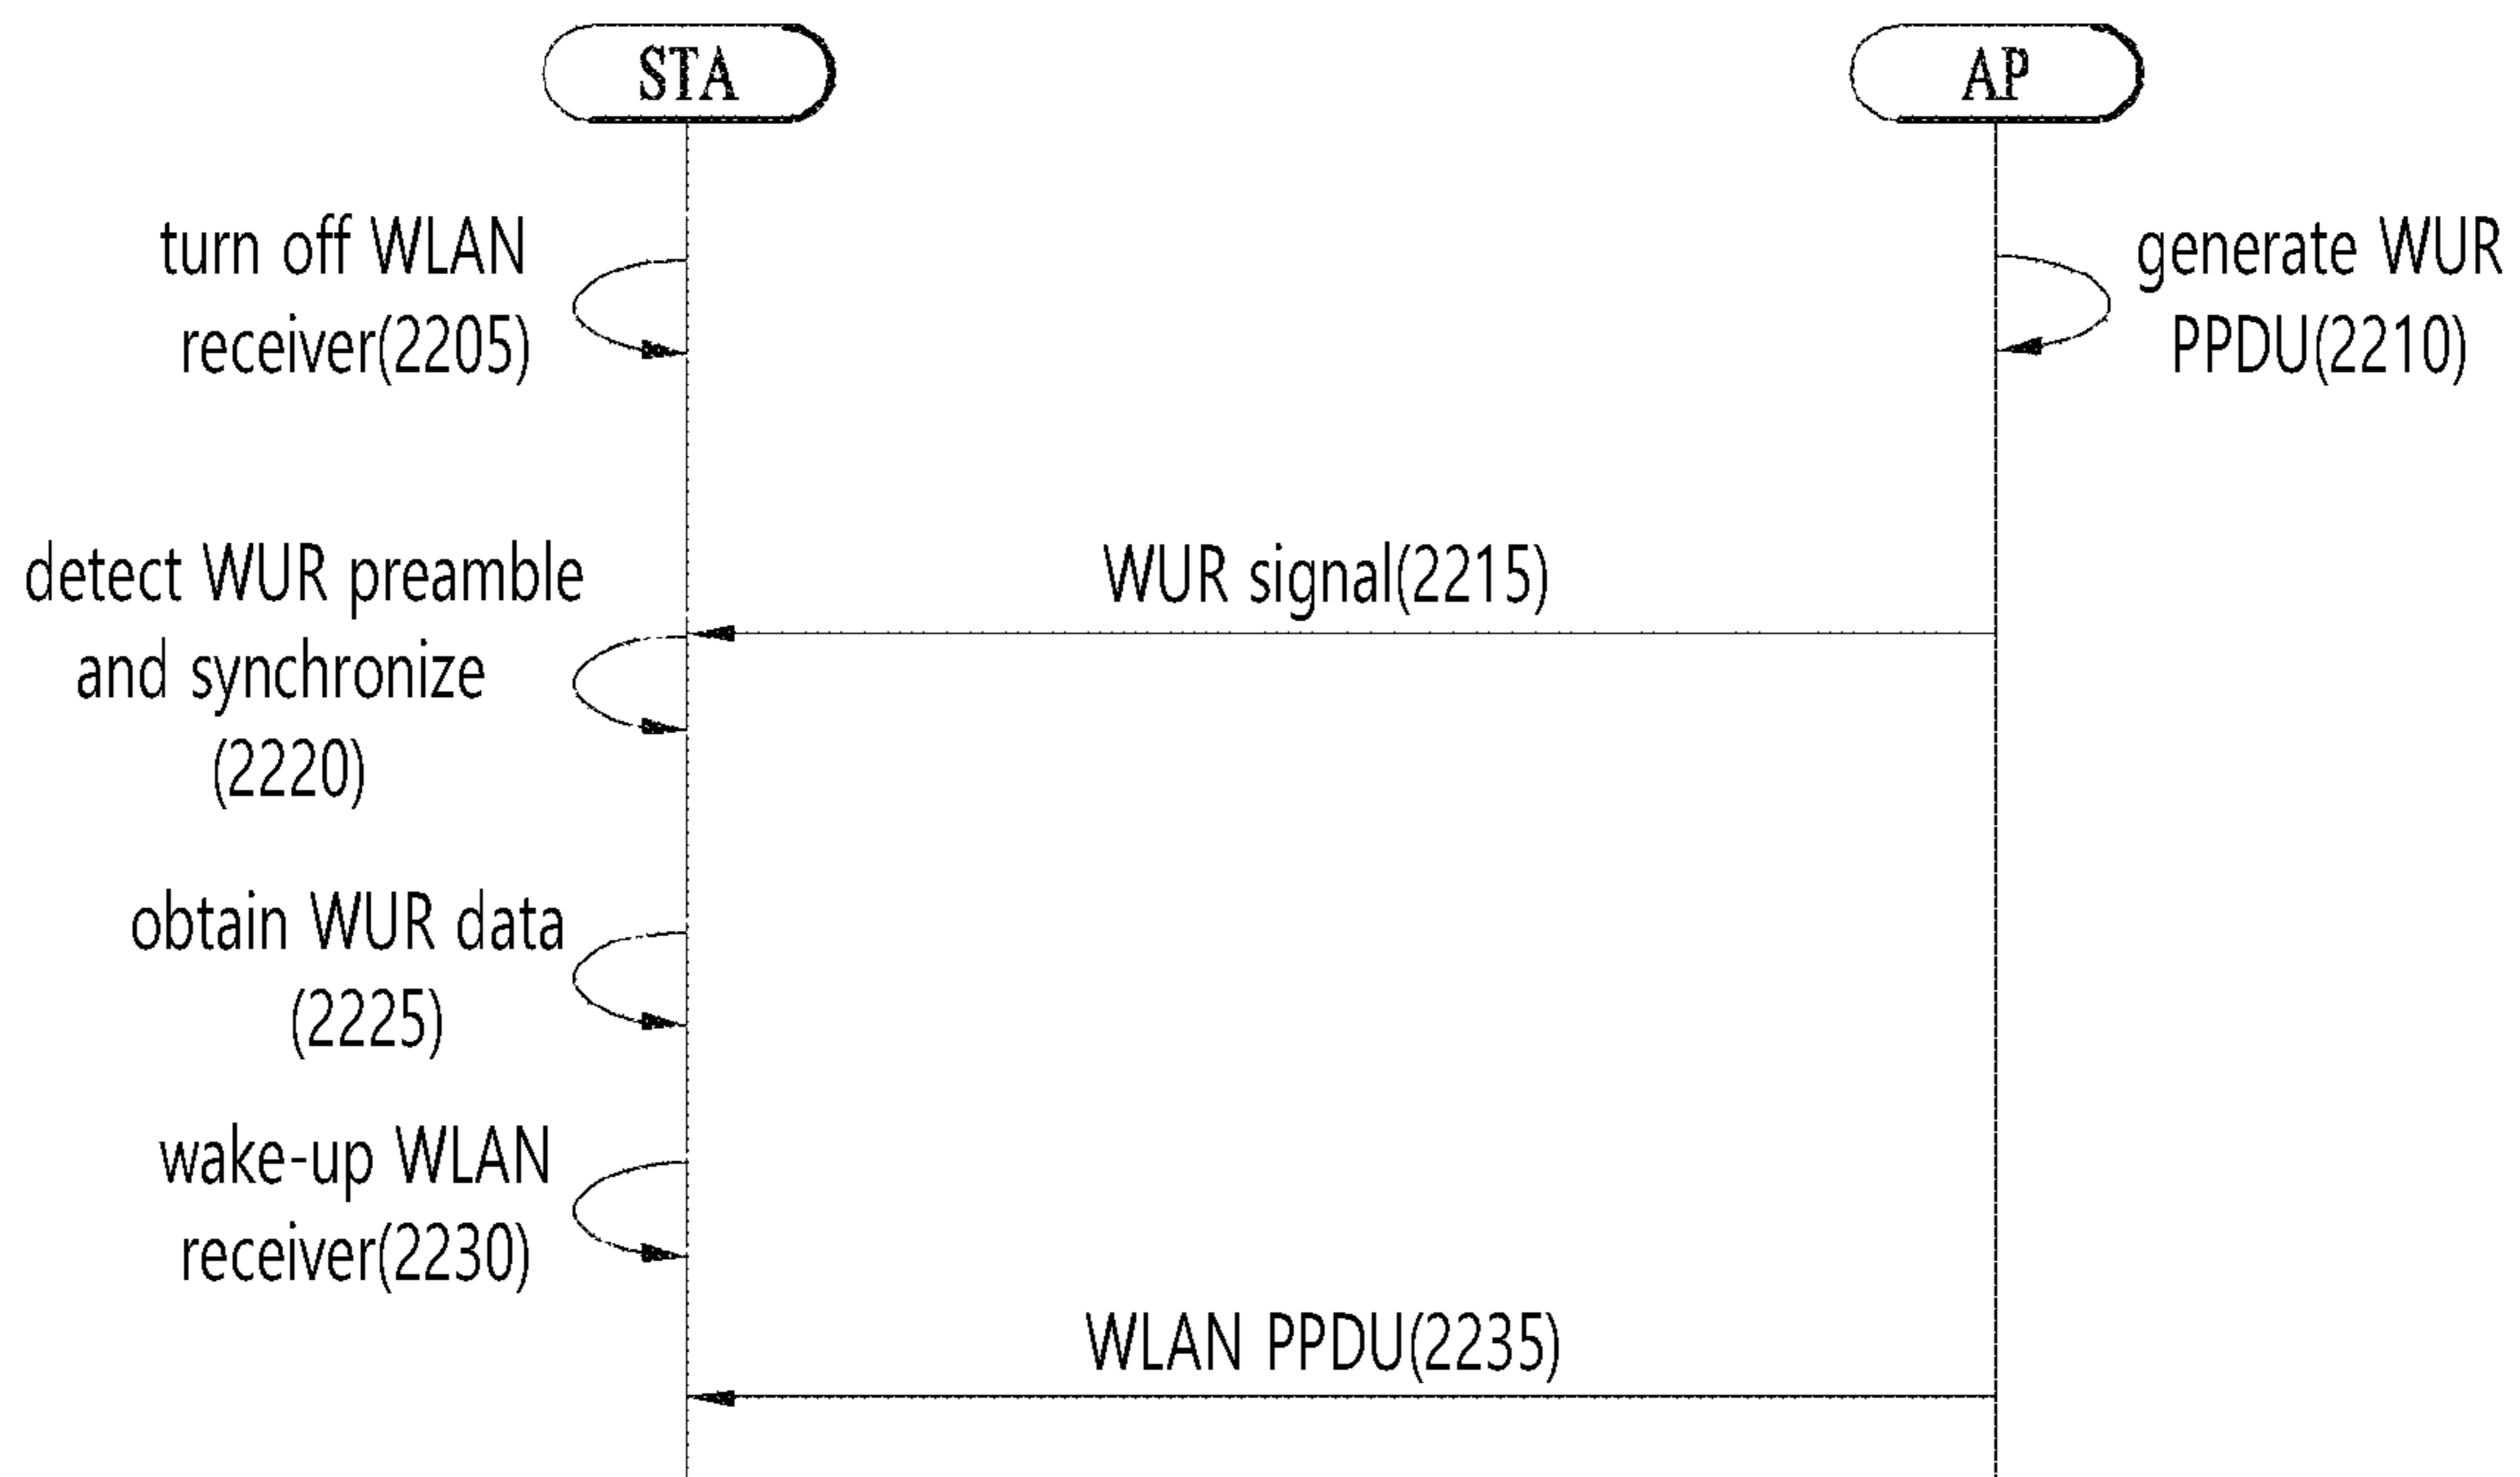 STA
AP
turn off WLAN
receiver(2205)
generate WUR
PPDU(2210)
detect WUR preamble
and synchronize
(2220)
WUR signal(2215)
obtain WUR data
(2225)
wake-up WLAN
receiver(2230)
WLAN PPDU(2235)